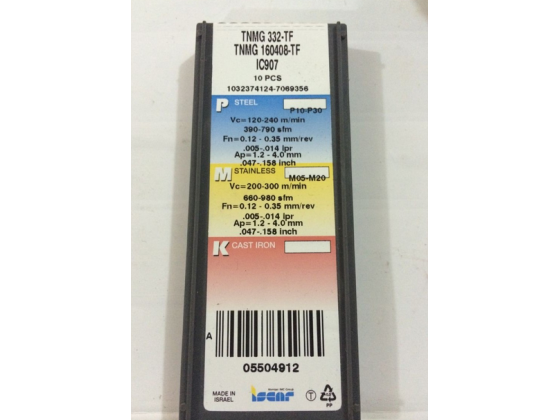 TNMG 332-TF
TNMG 160408-TF
IC907
10 PCS
1032374124-7069356
P STEEL
P10-P30
Vc=120-240 m/min
390-790 sfm
Fn=0.12 - 0.35 mm/rev
.005-.014 ipr
Ap=1.2 - 4.0 mm
.047-.158 inch
M STAINLESS
M05-M20
Vc=200-300 m/min
660-980 sfm
Fn=0.12 - 0.35 mm/rev
.005-.014 ipr
Ap=1.2 - 4.0 mm
.047-.158 inch
K CAST IRON
A
05504912
MADE IN
ISRAEL
iscar
T
PP